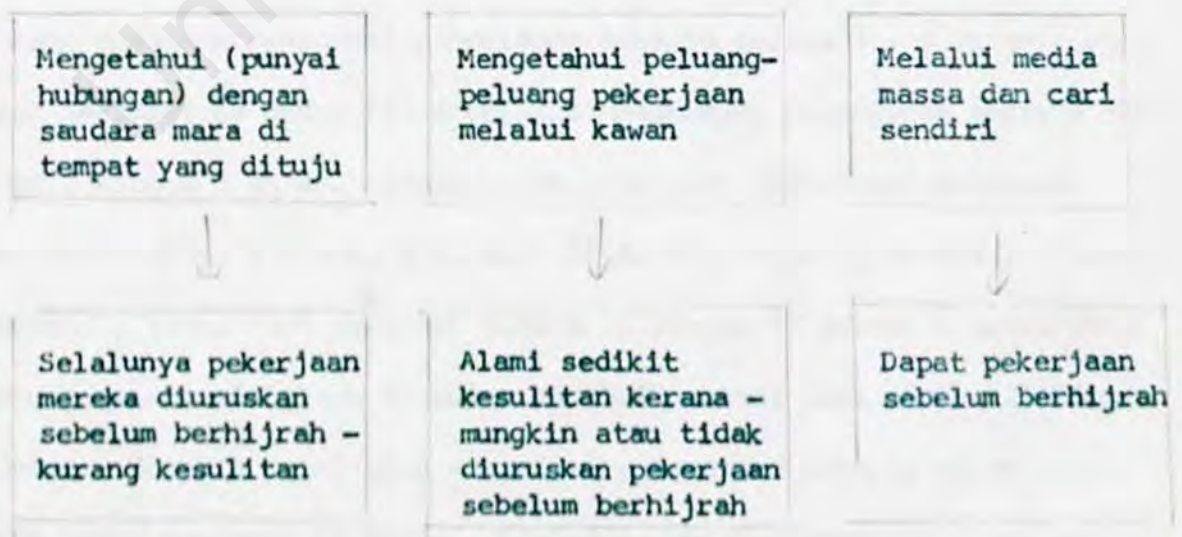 Mengetahui (punyai
hubungan) dengan
saudara mara di
tempat yang dituju
Mengetahui peluang-
peluang pekerjaan
melalui kawan
Melalui media
massa dan cari
sendiri
Selalunya pekerjaan
mereka diuruskan
sebelum berhijrah -
kurang kesulitan
Alami sedikit
kesulitan kerana -
mungkin atau tidak
diuruskan pekerjaan
sebelum berhijrah
Dapat pekerjaan
sebelum berhijrah